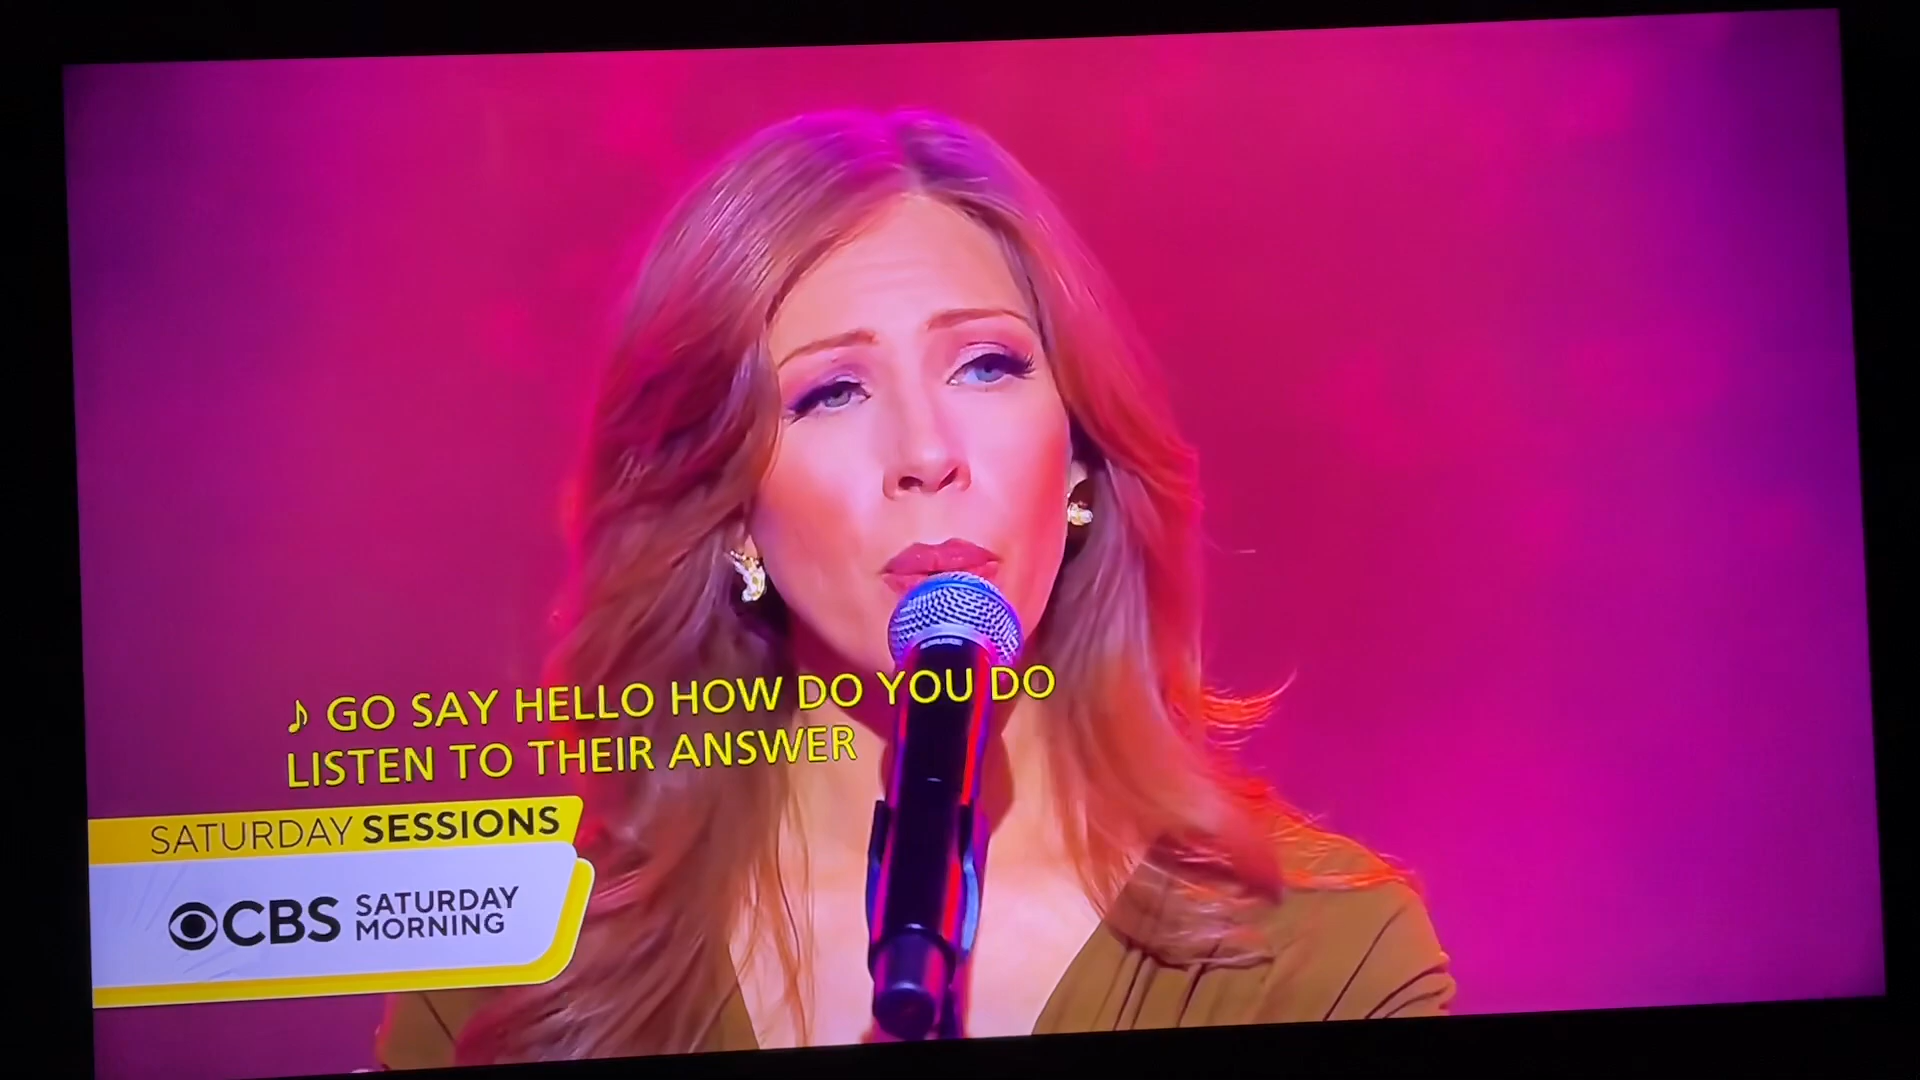 ♪ GO SAY HELLO HOW DO YOU DO
LISTEN TO THEIR ANSWER
SATURDAY SESSIONS
CBS SATURDAY
MORNING